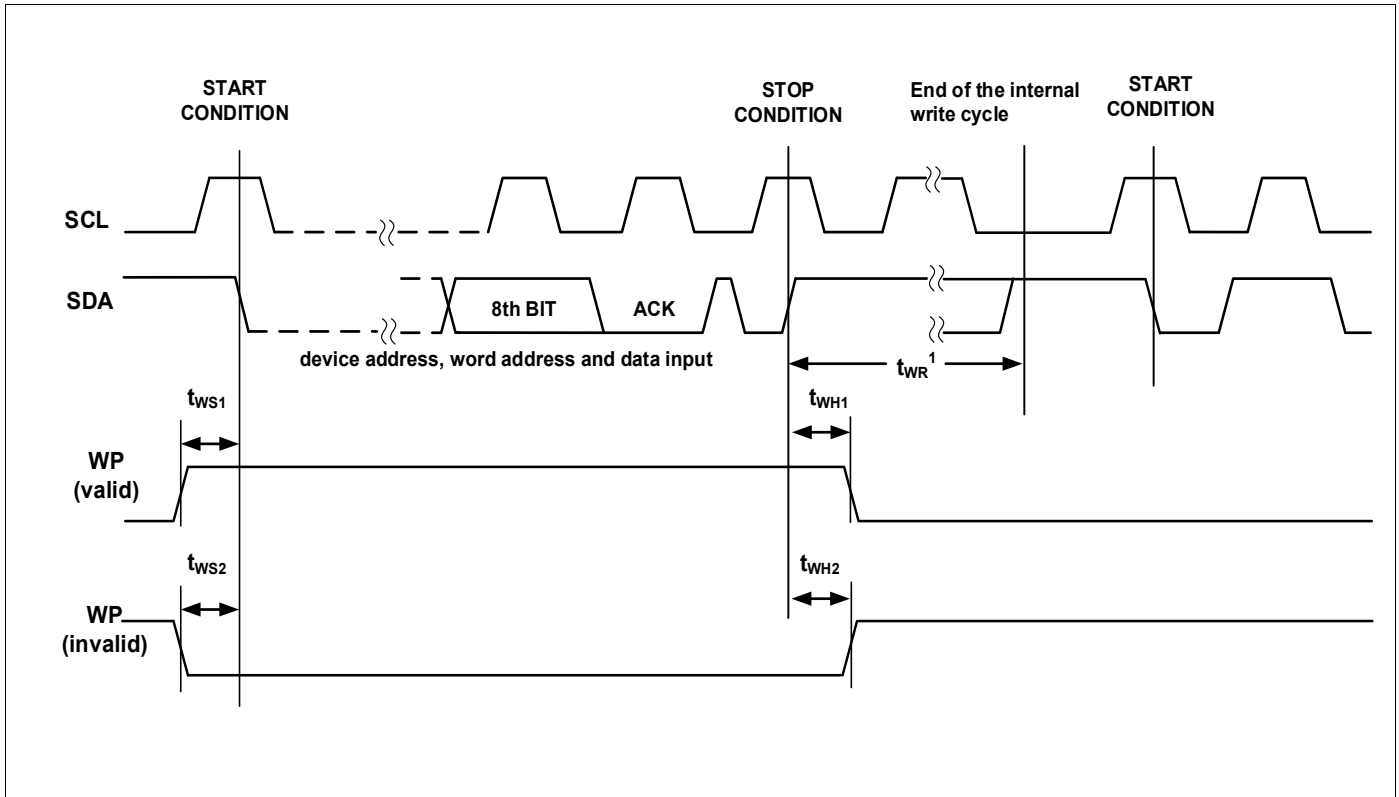 START
CONDITION
STOP
CONDITION
End of the internal
write cycle
START
CONDITION
SCL
SDA
8th BIT
ACK
device address, word address and data input
tWR1
tWS1
tWH1
WP
(valid)
tWS2
tWH2
WP
(invalid)